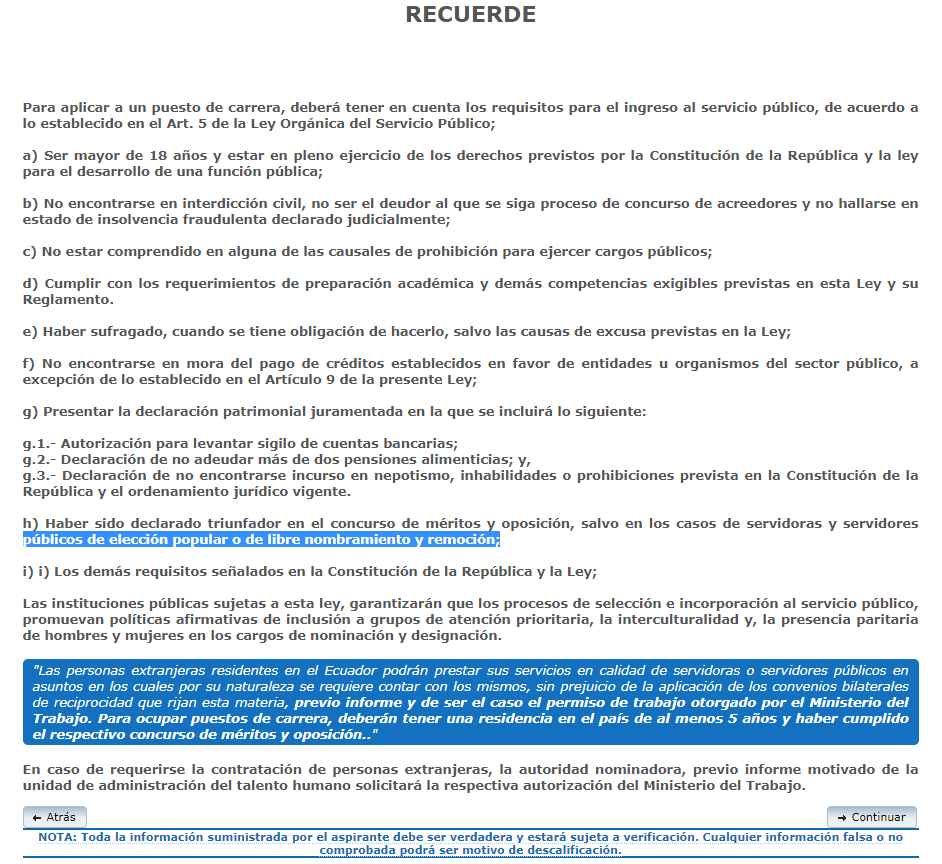 RECUERDE
Para aplicar a un puesto de carrera, deberá tener en cuenta los requisitos para el ingreso al servicio público, de acuerdo a
lo establecido en el Art. 5 de la Ley Orgánica del Servicio Público;
a) Ser mayor de 18 años y estar en pleno ejercicio de los derechos previstos por la Constitución de la República y la ley
para el desarrollo de una función pública;
b) No encontrarse en interdicción civil, no ser el deudor al que se siga proceso de concurso de acreedores y no hallarse en
estado de insolvencia fraudulenta declarado judicialmente;
c) No estar comprendido en alguna de las causales de prohibición para ejercer cargos públicos;
d) Cumplir con los requerimientos de preparación académica y demás competencias exigibles previstas en esta Ley y su
Reglamento.
e) Haber sufragado, cuando se tiene obligación de hacerlo, salvo las causas de excusa previstas en la Ley;
f) No encontrarse en mora del pago de créditos establecidos en favor de entidades u organismos del sector público, a
excepción de lo establecido en el Artículo 9 de la presente Ley;
g) Presentar la declaración patrimonial juramentada en la que se incluirá lo siguiente:
g.1.- Autorización para levantar sigilo de cuentas bancarias;
g.2.- Declaración de no adeudar más de dos pensiones alimenticias; y,
g.3.- Declaración de no encontrarse incurso en nepotismo, inhabilidades o prohibiciones prevista en la Constitución de la
República y el ordenamiento jurídico vigente.
h) Haber sido declarado triunfador en el concurso de méritos y oposición, salvo en los casos de servidoras y servidores
públicos de elección popular o de libre nombramiento y remoción;
i) i) Los demás requisitos señalados en la Constitución de la República y la Ley;
Las instituciones públicas sujetas a esta ley, garantizarán que los procesos de selección e incorporación al servicio público,
promuevan políticas afirmativas de inclusión a grupos de atención prioritaria, la interculturalidad y, la presencia paritaria
de hombres y mujeres en los cargos de nominación y designación.
"Las personas extranjeras residentes en el Ecuador podrán prestar sus servicios en calidad de servidoras o servidores públicos en
asuntos en los cuales por su naturaleza se requiere contar con los mismos, sin prejuicio de la aplicación de los convenios bilaterales
de reciprocidad que rijan esta materia, previo informe y de ser el caso el permiso de trabajo otorgado por el Ministerio del
Trabajo. Para ocupar puestos de carrera, deberán tener una residencia en el país de al menos 5 años y haber cumplido
el respectivo concurso de méritos y oposición.."
En caso de requerirse la contratación de personas extranjeras, la autoridad nominadora, previo informe motivado de la
unidad de administración del talento humano solicitará la respectiva autorización del Ministerio del Trabajo.
← Atrás
→ Continuar
NOTA: Toda la información suministrada por el aspirante debe ser verdadera y estará sujeta a verificación. Cualquier información falsa o no
comprobada podrá ser motivo de descalificación.